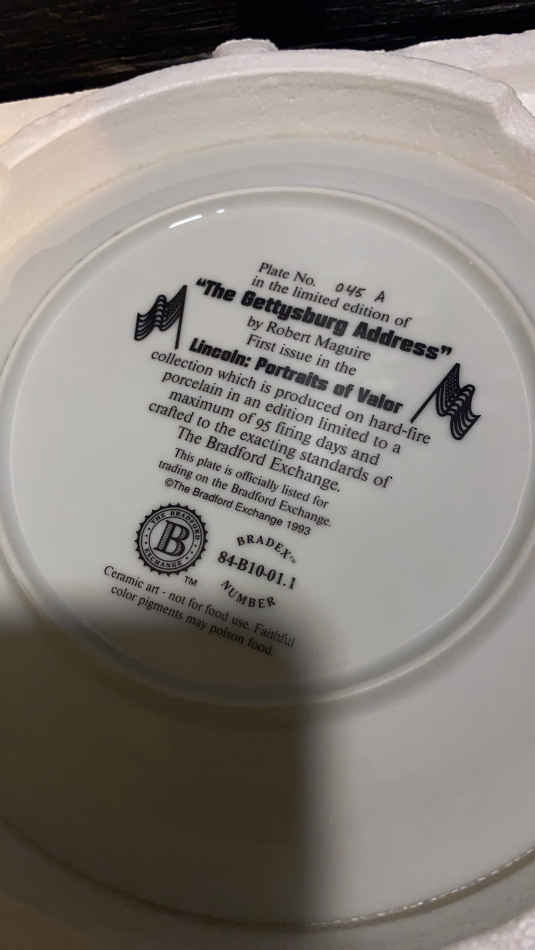 Plate No. 045 A
in the limited edition of
"The Gettysburg Address"
by Robert Maguire
First issue in the
Lincoln: Portraits of Valor
collection which is produced on hard-fire
porcelain in an edition limited to a
maximum of 95 firing days and
crafted to the exacting standards of
The Bradford Exchange.
This plate is officially listed for
trading on the Bradford Exchange.
©The Bradford Exchange 1993
THE BRADFORD
B
EXCHANGE
TM
BRADEX™
84-B10-01.1
NUMBER
Ceramic art - not for food use. Faithful
color pigments may poison food.